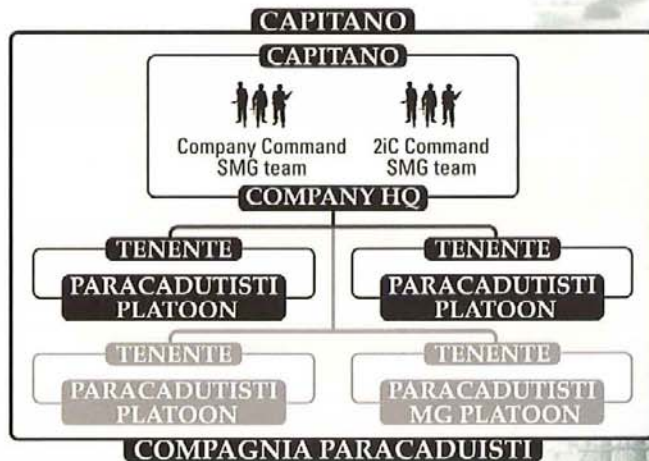 CAPITANO
CAPITANO
Company Command
SMG team
2iC Command
SMG team
COMPANY HQ
TENENTE
PARACADUTISTI
PLATOON
TENENTE
PARACADUTISTI
PLATOON
TENENTE
PARACADUTISTI
PLATOON
TENENTE
PARACADUTISTI
MG PLATOON
COMPAGNIA PARACADUISTI